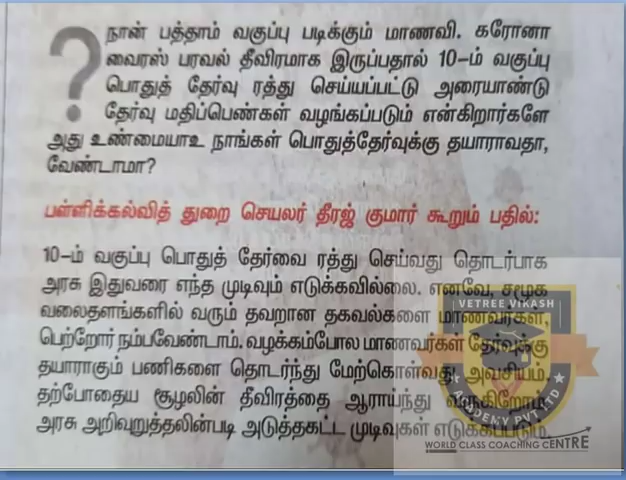 ?
நான் பத்தாம் வகுப்பு படிக்கும் மாணவி. கரோனா
வைரஸ் பரவல் தீவிரமாக இருப்பதால் 10-ம் வகுப்பு
பொதுத் தேர்வு ரத்து செய்யப்பட்டு அரையாண்டு
தேர்வு மதிப்பெண்கள் வழங்கப்படும் என்கிறார்களே
அது உண்மையாஉ நாங்கள் பொதுத்தேர்வுக்கு தயாராவதா,
வேண்டாமா?
பள்ளிக்கல்வித் துறை செயலர் தீரஜ் குமார் கூறும் பதில்:
10-ம் வகுப்பு பொதுத் தேர்வை ரத்து செய்வது தொடர்பாக
அரசு இதுவரை எந்த முடிவும் எடுக்கவில்லை. எனவே, சமூக
வலைதளங்களில் வரும் தவறான தகவல்களை மாணவர்கள்,
பெற்றோர் நம்பவேண்டாம். வழக்கம்போல மாணவர்கள் தேர்வுக்கு
தயாராகும் பணிகளை தொடர்ந்து மேற்கொள்வது அவசியம்.
தற்போதைய சூழலின் தீவிரத்தை ஆராய்ந்து வருகிறோம்.
அரசு அறிவுறுத்தலின்படி அடுத்தகட்ட முடிவுகள் எடுக்கப்படும்.
VETREE VIKASH
ACADEMY PVT LTD
WORLD CLASS COACHING CENTRE